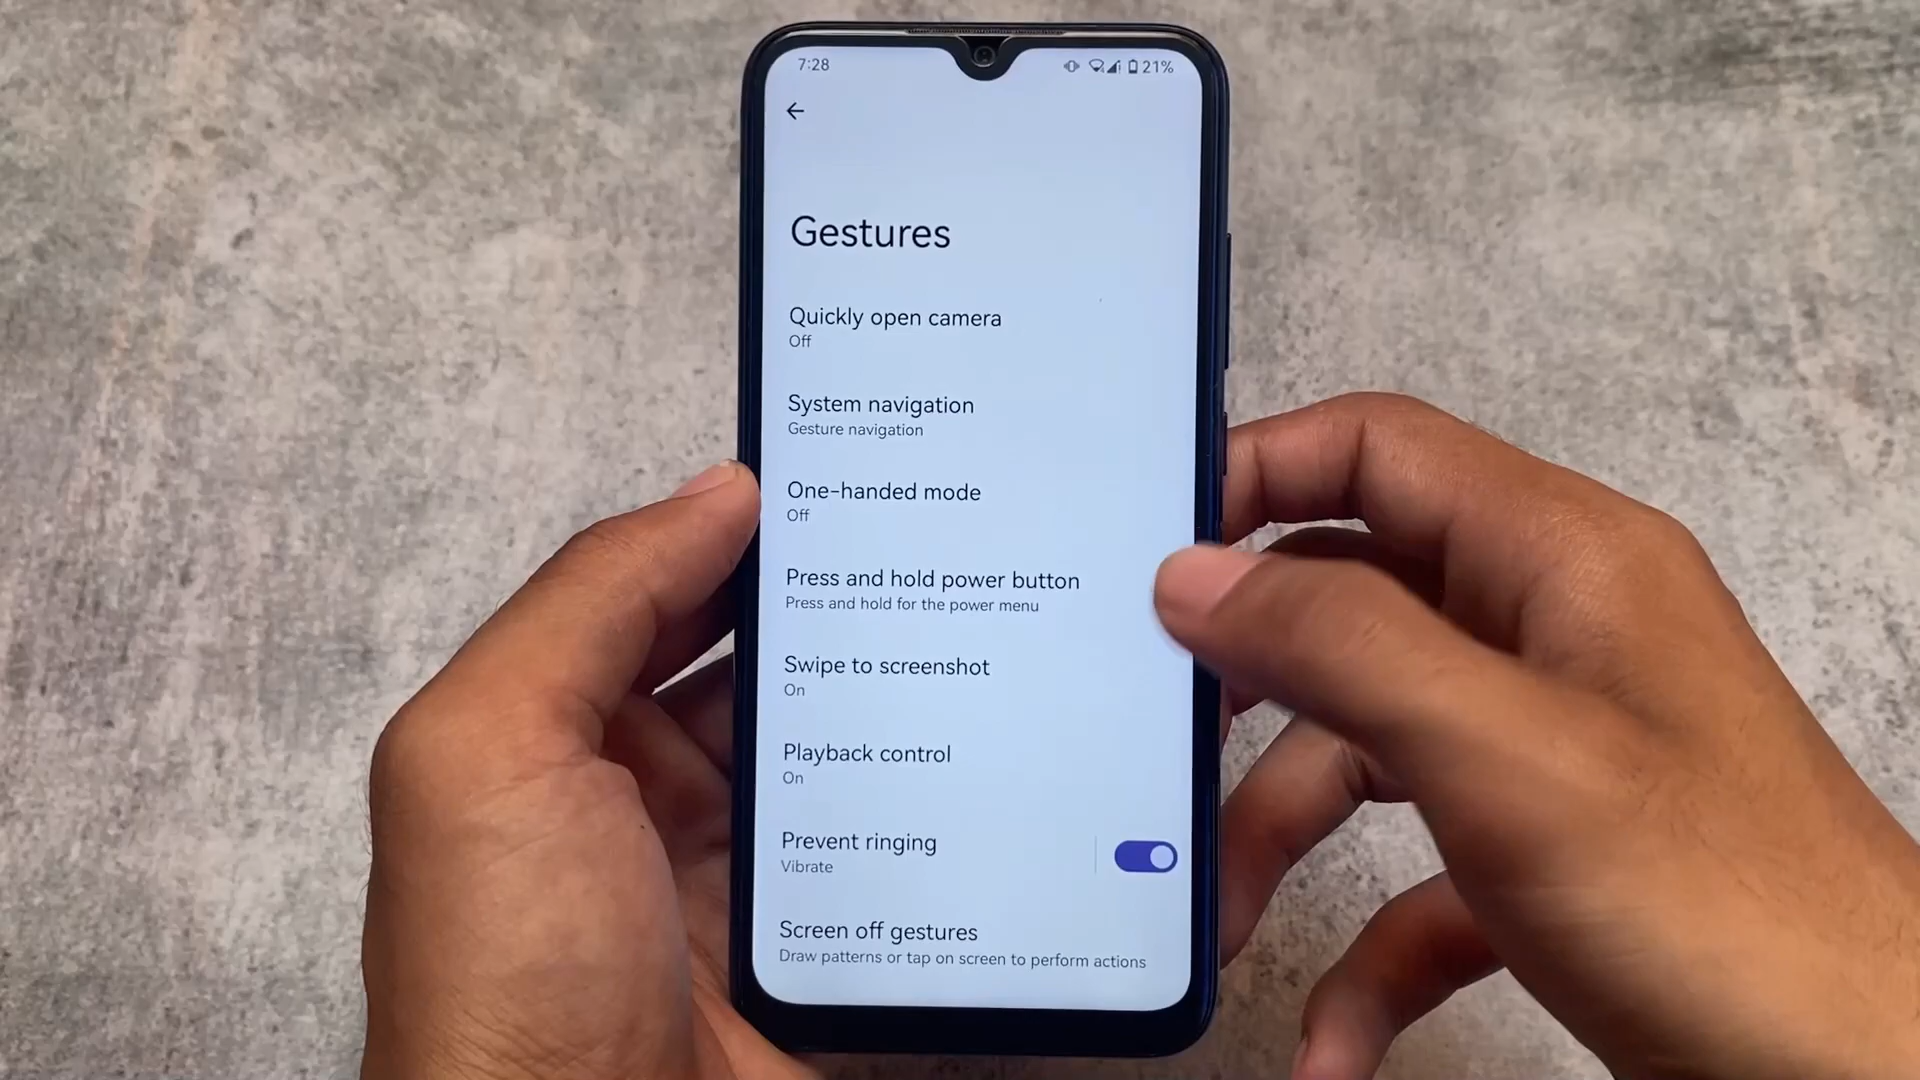 7:28
21%
Gestures
Quickly open camera
Off
System navigation
Gesture navigation
One-handed mode
Off
Press and hold power button
Press and hold for the power menu
Swipe to screenshot
On
Playback control
On
Prevent ringing
Vibrate
Screen off gestures
Draw patterns or tap on screen to perform actions